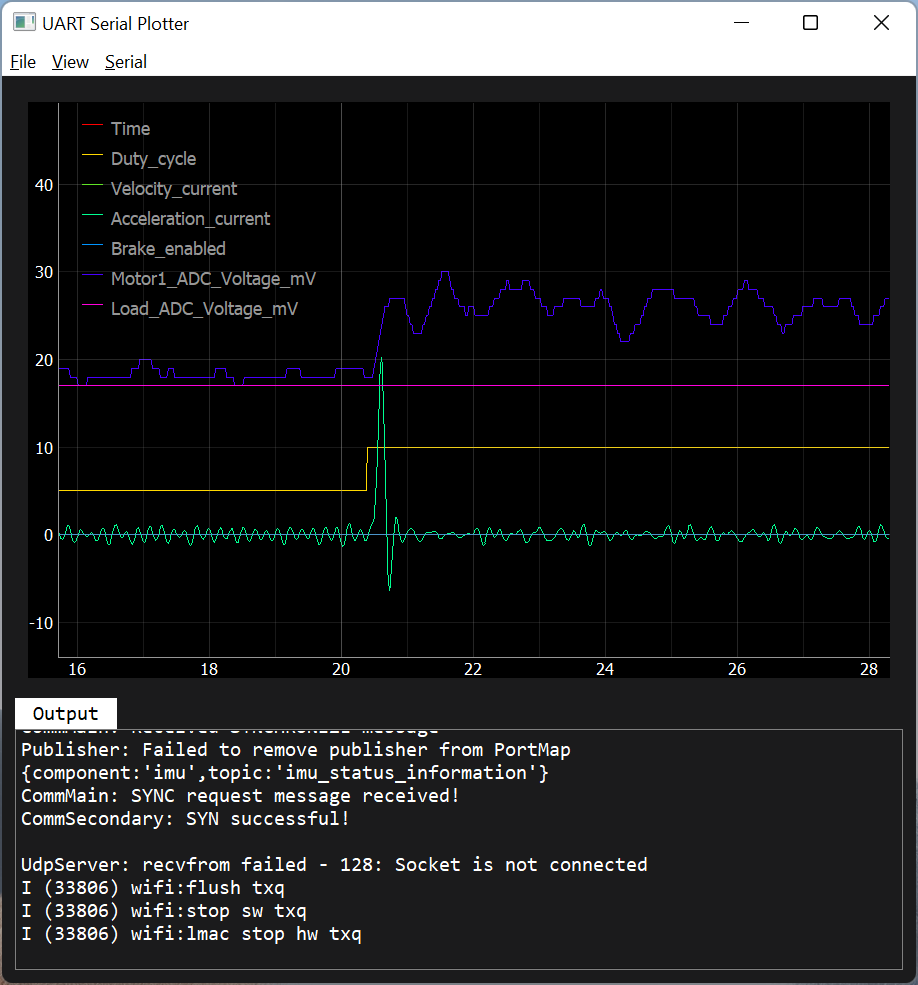 UART Serial Plotter
File View Serial
Time
Duty_cycle
Velocity_current
Acceleration_current
Brake_enabled
Motor1_ADC_Voltage_mV
Load_ADC_Voltage_mV
40
30
20
10
0
-10
16 18 20 22 24 26 28
Output
Publisher: Failed to remove publisher from PortMap
{component:'imu',topic:'imu_status_information'}
CommMain: SYNC request message received!
CommSecondary: SYN successful!
UdpServer: recvfrom failed - 128: Socket is not connected
I (33806) wifi:flush txq
I (33806) wifi:stop sw txq
I (33806) wifi:lmac stop hw txq